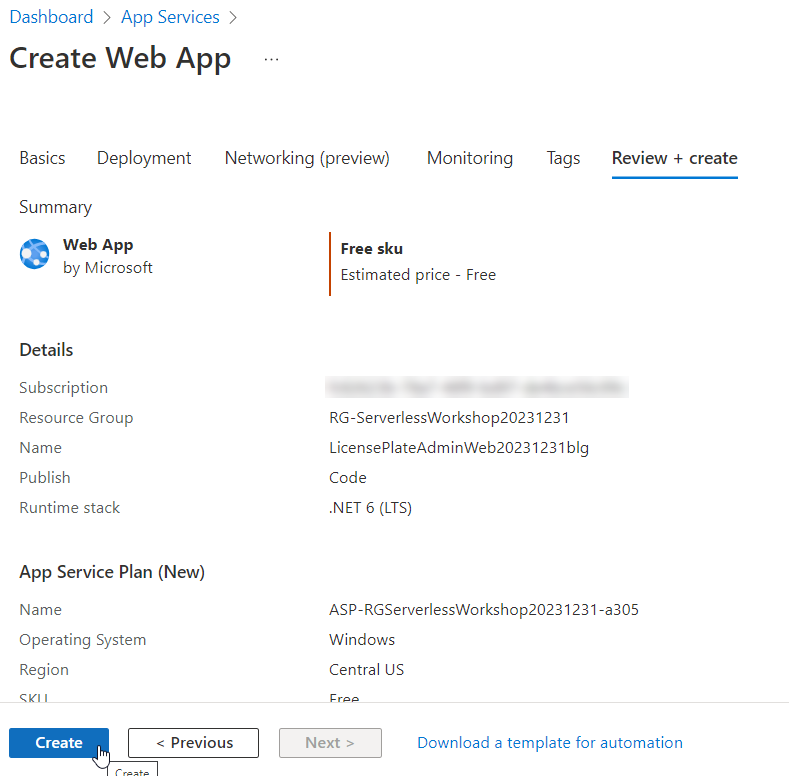 Dashboard > App Services >
Create Web App ...
Basics Deployment Networking (preview) Monitoring Tags Review + create
Summary
Web App
by Microsoft
Free sku
Estimated price - Free
Details
Subscription
Resource Group RG-ServerlessWorkshop20231231
Name LicensePlateAdminWeb20231231blg
Publish Code
Runtime stack .NET 6 (LTS)
App Service Plan (New)
Name ASP-RGServerlessWorkshop20231231-a305
Operating System Windows
Region Central US
SKU Free
Create < Previous Next > Download a template for automation
Create